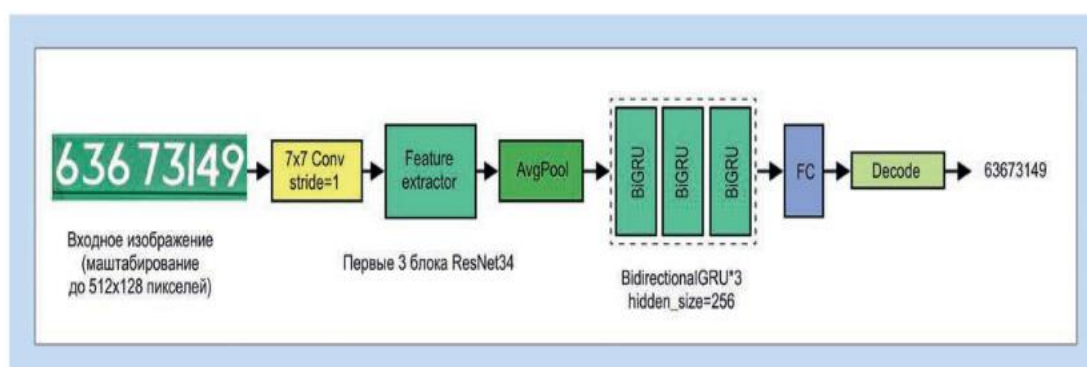 636 73149
7x7 Conv
stride=1
Feature
extractor
AvgPool
BiGRU
BiGRU
BiGRU
FC
Decode
63673149
Входное изображение
(маштабирование
до 512x128 пикселей)
Первые 3 блока ResNet34
BidirectionalGRU*3
hidden_size=256